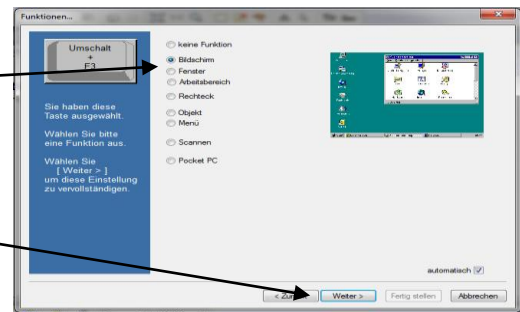 Funktionen...
Umschalt
+
F3
Sie haben diese
Taste ausgewählt.
Wählen Sie bitte
eine Funktion aus.
Wählen Sie
[ Weiter > ]
um diese Einstellung
zu vervollständigen.
keine Funktion
Bildschirm
Fenster
Arbeitsbereich
Rechteck
Objekt
Menü
Scannen
Pocket PC
automatisch
Weiter >
Fertig stellen
Abbrechen